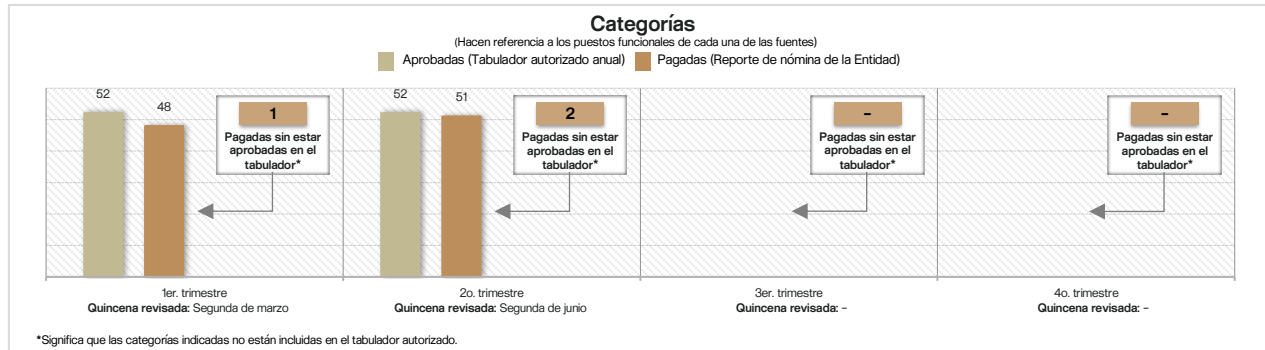 Categorías
(Hacen referencia a los puestos funcionales de cada una de las fuentes)
Aprobadas (Tabulador autorizado anual) Pagadas (Reporte de nómina de la Entidad)
52
48
1
Pagadas sin estar
aprobadas en el
tabulador*
52
51
2
Pagadas sin estar
aprobadas en el
tabulador*
-
Pagadas sin estar
aprobadas en el
tabulador*
-
Pagadas sin estar
aprobadas en el
tabulador*
1er. trimestre
Quincena revisada: Segunda de marzo
2o. trimestre
Quincena revisada: Segunda de junio
3er. trimestre
Quincena revisada: -
4o. trimestre
Quincena revisada: -
*Significa que las categorías indicadas no están incluidas en el tabulador autorizado.